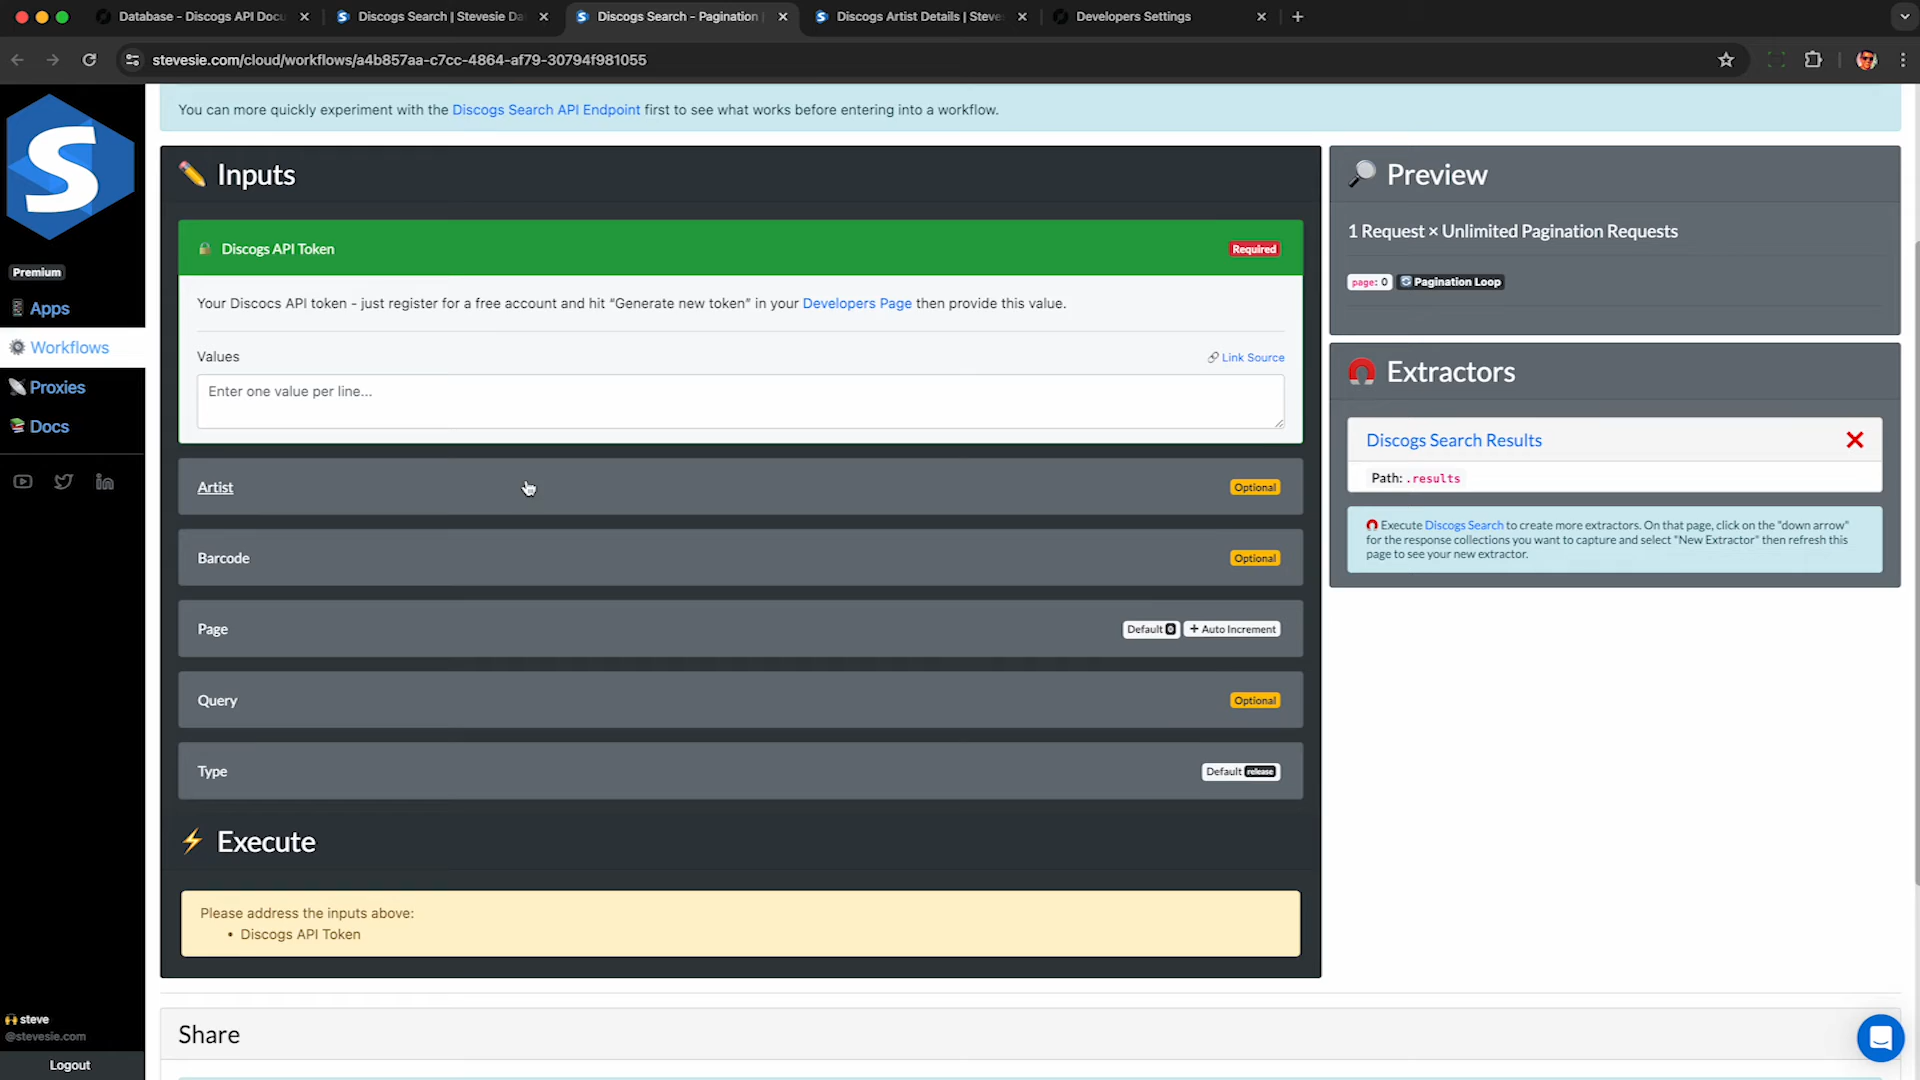 Database - Discogs API Docu
Discogs Search | Stevesie Da
Discogs Search - Pagination |
Discogs Artist Details | Steve
Developers Settings
stevesie.com/cloud/workflows/a4b857aa-c7cc-4864-af79-30794f981055
You can more quickly experiment with the Discogs Search API Endpoint first to see what works before entering into a workflow.
S
Premium
Apps
Workflows
Proxies
Docs
steve
@stevesie.com
Logout
Inputs
Discogs API Token
Required
Your Discocs API token - just register for a free account and hit “Generate new token” in your Developers Page then provide this value.
Values
Link Source
Enter one value per line...
Artist
Optional
Barcode
Optional
Page
Default 0
+ Auto Increment
Query
Optional
Type
Default release
Execute
Please address the inputs above:
• Discogs API Token
Share
Preview
1 Request × Unlimited Pagination Requests
page: 0
Pagination Loop
Extractors
Discogs Search Results
Path: .results
Execute Discogs Search to create more extractors. On that page, click on the "down arrow"
for the response collections you want to capture and select "New Extractor" then refresh this
page to see your new extractor.